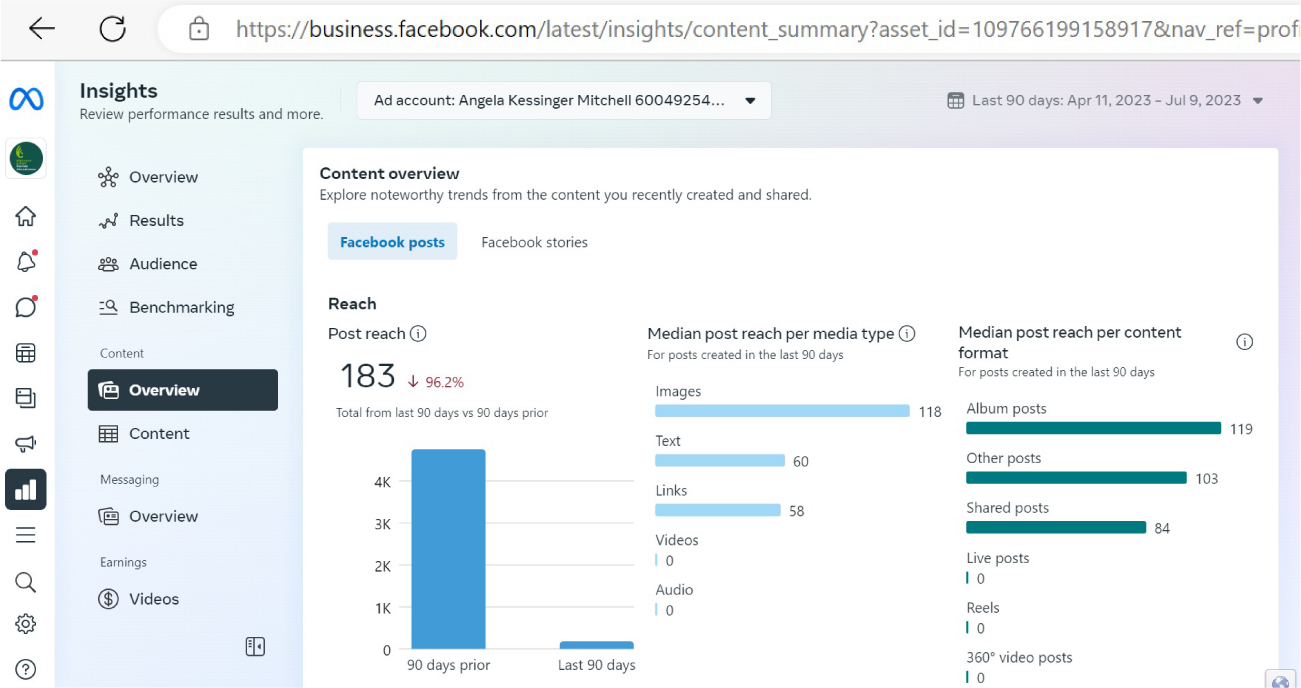 https://business.facebook.com/latest/insights/content_summary?asset_id=109766199158917&nav_ref=profi
Insights
Review performance results and more.
Ad account: Angela Kessinger Mitchell 60049254...
Last 90 days: Apr 11, 2023 - Jul 9, 2023
Overview
Results
Audience
Benchmarking
Content
Overview
Content
Messaging
Overview
Earnings
Videos
Content overview
Explore noteworthy trends from the content you recently created and shared.
Facebook posts
Facebook stories
Reach
Post reach
183 ↓ 96.2%
Total from last 90 days vs 90 days prior
4K
3K
2K
1K
0
90 days prior
Last 90 days
Median post reach per media type
For posts created in the last 90 days
Images
118
Text
60
Links
58
Videos
0
Audio
0
Median post reach per content
format
For posts created in the last 90 days
Album posts
119
Other posts
103
Shared posts
84
Live posts
0
Reels
0
360° video posts
0